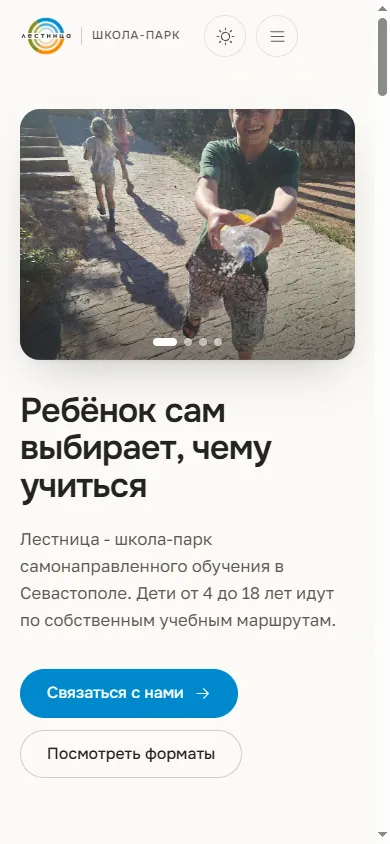 лестница
ШКОЛА-ПАРК
Ребёнок сам
выбирает, чему
учиться
Лестница - школа-парк
самонаправленного обучения в
Севастополе. Дети от 4 до 18 лет идут
по собственным учебным маршрутам.
Связаться с нами →
Посмотреть форматы